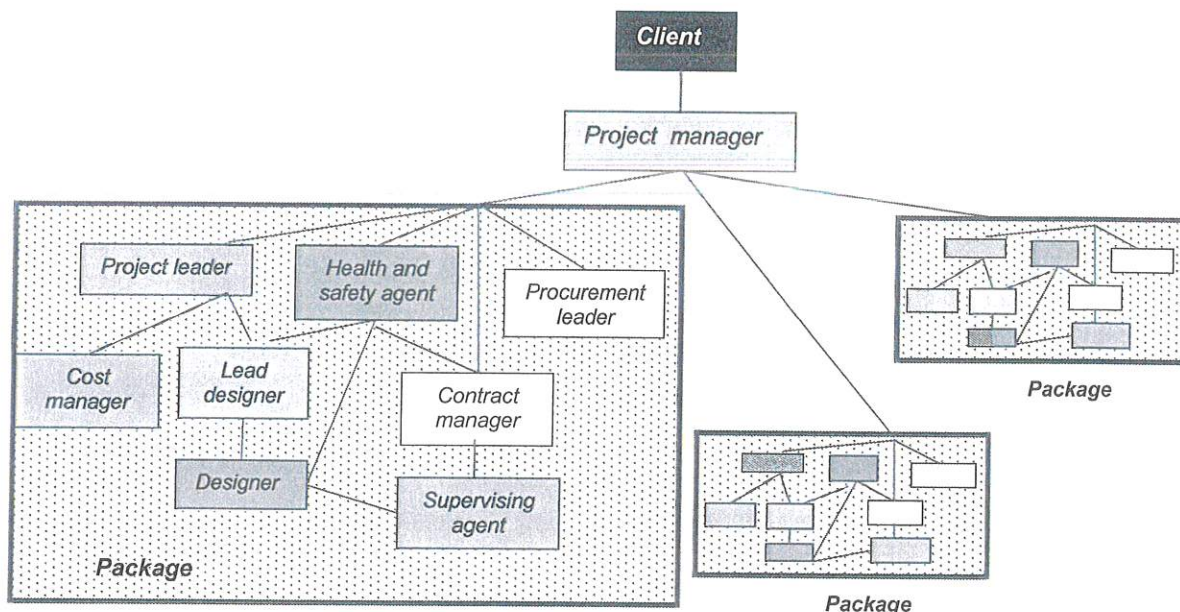 Client
Project manager
Project leader
Health and
safety agent
Procurement
leader
Cost
manager
Lead
designer
Contract
manager
Designer
Supervising
agent
Package
Package
Package